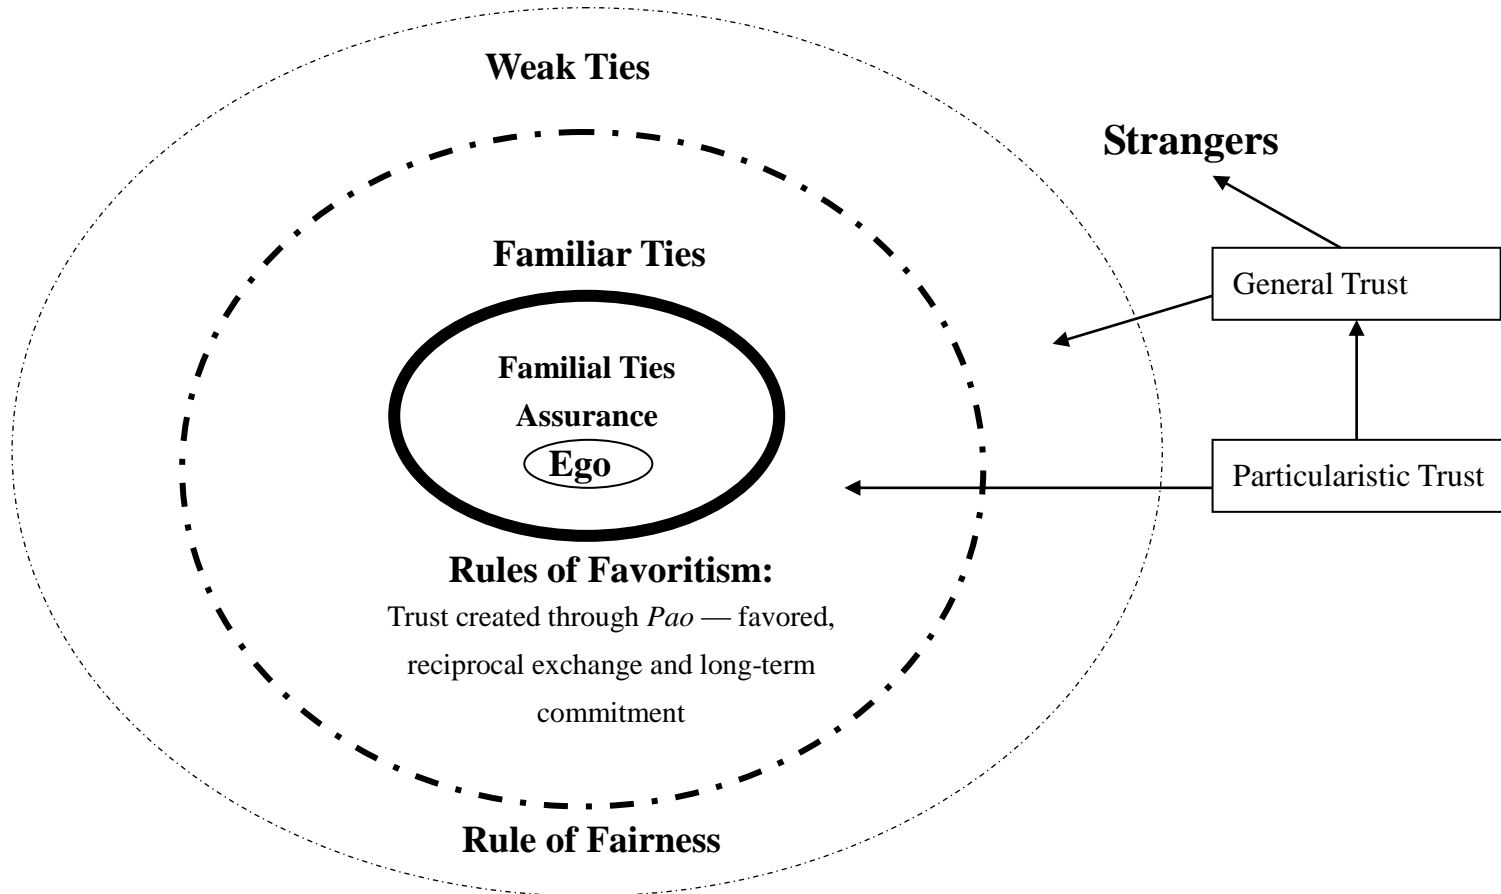 Weak Ties
Strangers
Familiar Ties
General Trust
Familial Ties
Assurance
Ego
Particularistic Trust
Rules of Favoritism:
Trust created through Pao — favored,
reciprocal exchange and long-term
commitment
Rule of Fairness